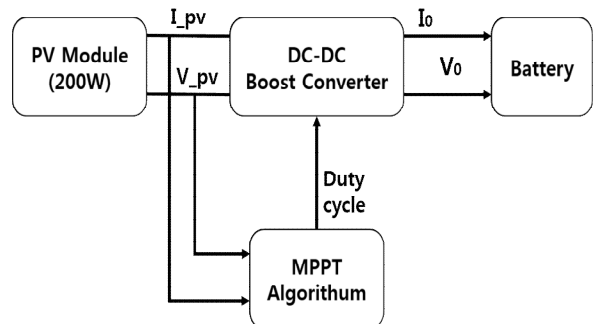 I_pv
PV Module
(200W)
V_pv
DC-DC
Boost Converter
I0
V0
Battery
Duty
cycle
MPPT
Algorithum